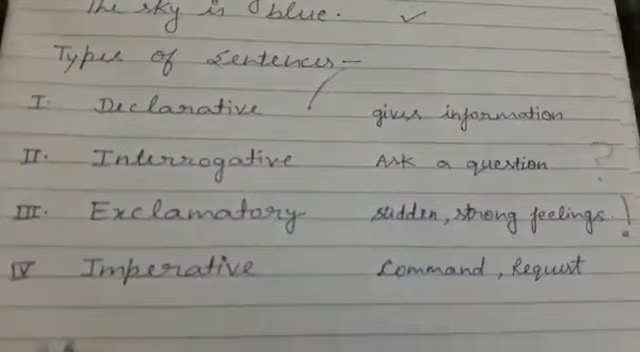 The sky is blue. ✓
Types of Sentences —
I. Declarative gives information
II. Interrogative Ask a question ?
III. Exclamatory sudden, strong feelings. !
IV Imperative Command, Request